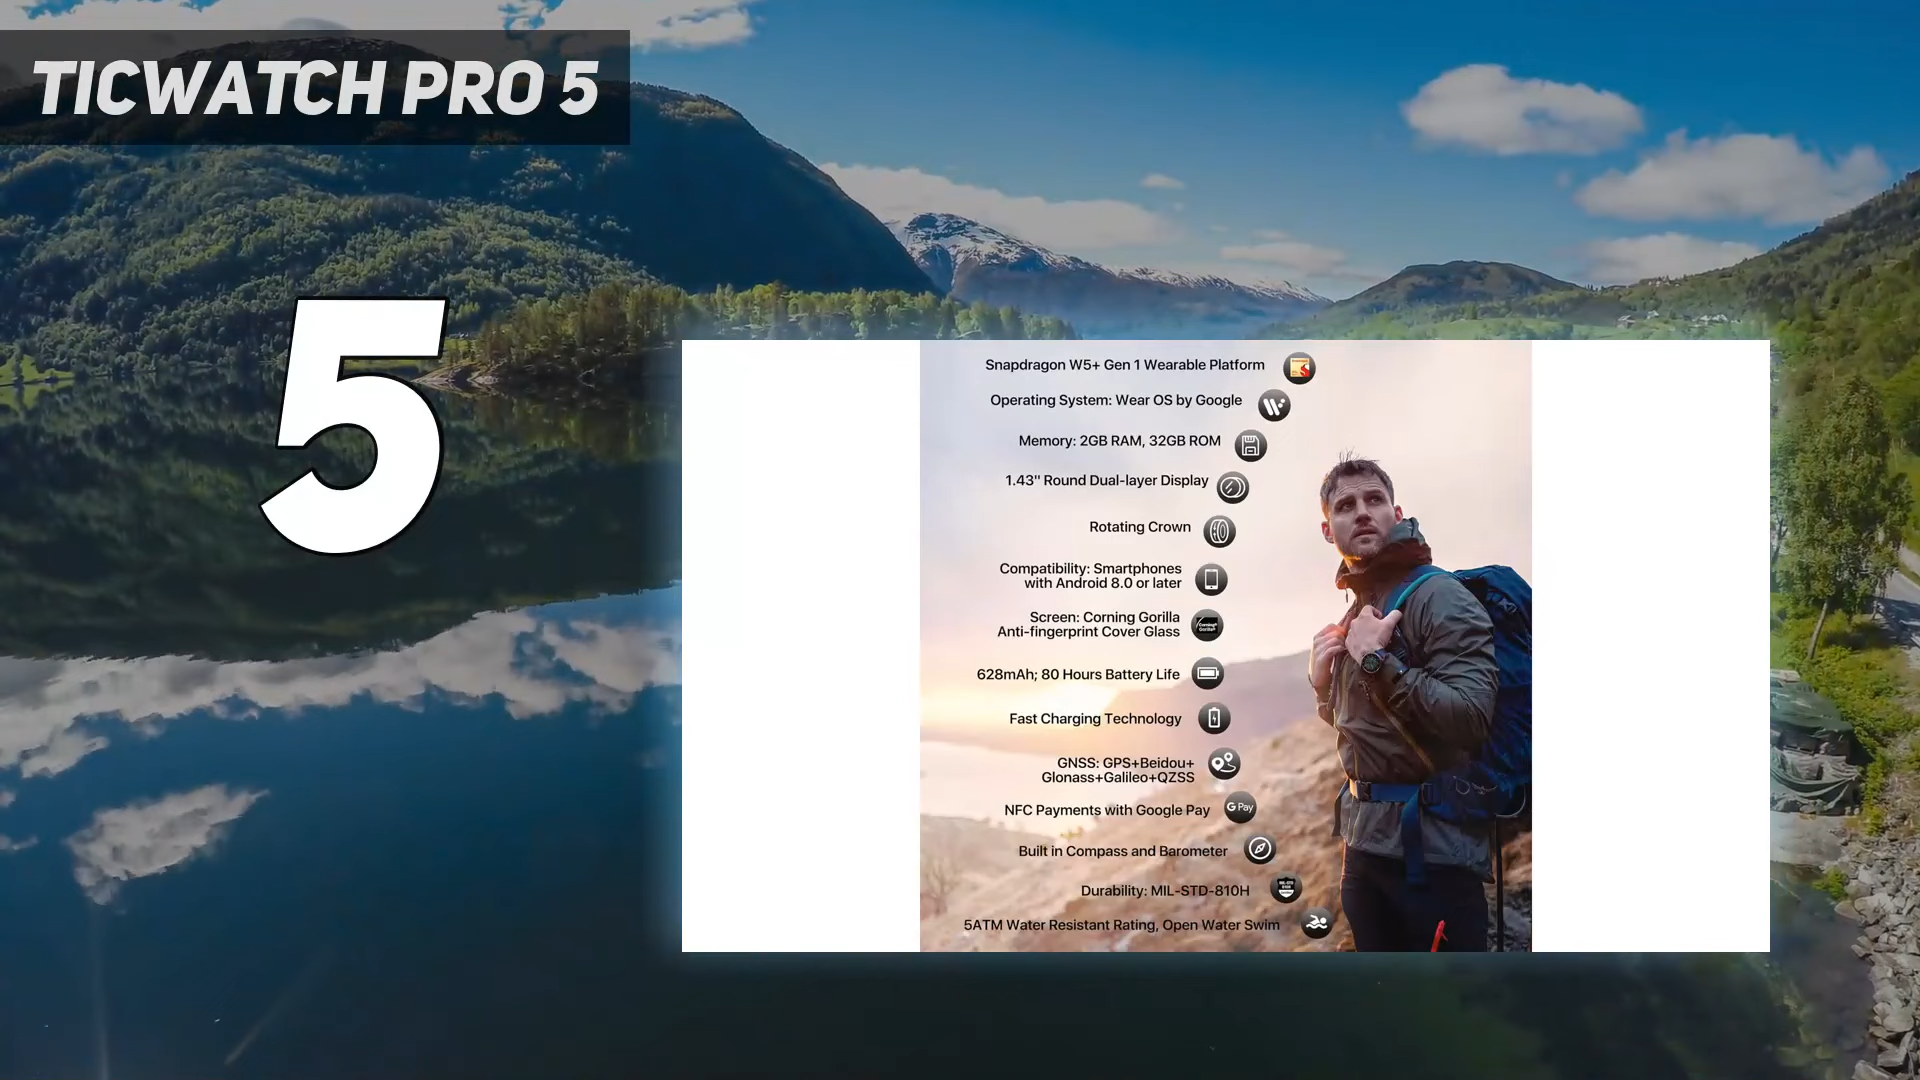 TICWATCH PRO 5
5
Snapdragon W5+ Gen 1 Wearable Platform
Operating System: Wear OS by Google
Memory: 2GB RAM, 32GB ROM
1.43" Round Dual-layer Display
Rotating Crown
Compatibility: Smartphones
with Android 8.0 or later
Screen: Corning Gorilla
Anti-fingerprint Cover Glass
628mAh; 80 Hours Battery Life
Fast Charging Technology
GNSS: GPS+Beidou+
Glonass+Galileo+QZSS
NFC Payments with Google Pay
G Pay
Built in Compass and Barometer
Durability: MIL-STD-810H
5ATM Water Resistant Rating, Open Water Swim